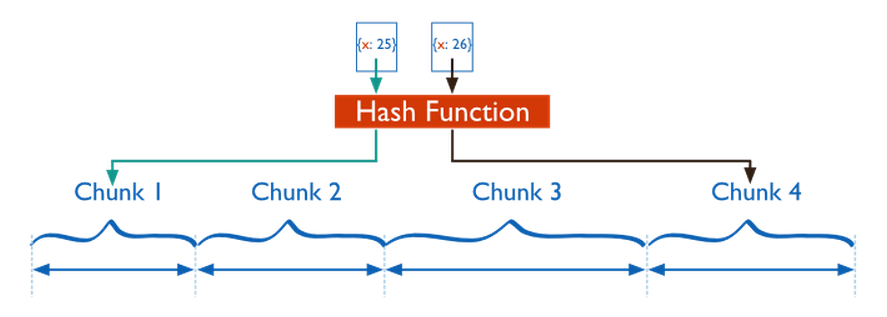 {x: 25} {x: 26}
Hash Function
Chunk 1 Chunk 2 Chunk 3 Chunk 4